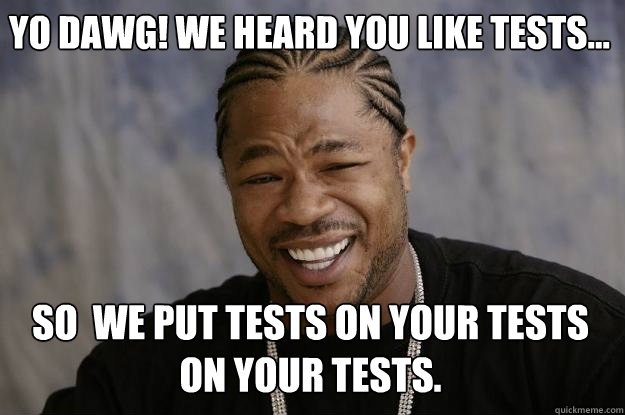 YO DAWG! WE HEARD YOU LIKE TESTS...
SO WE PUT TESTS ON YOUR TESTS
ON YOUR TESTS.
quickmeme.com